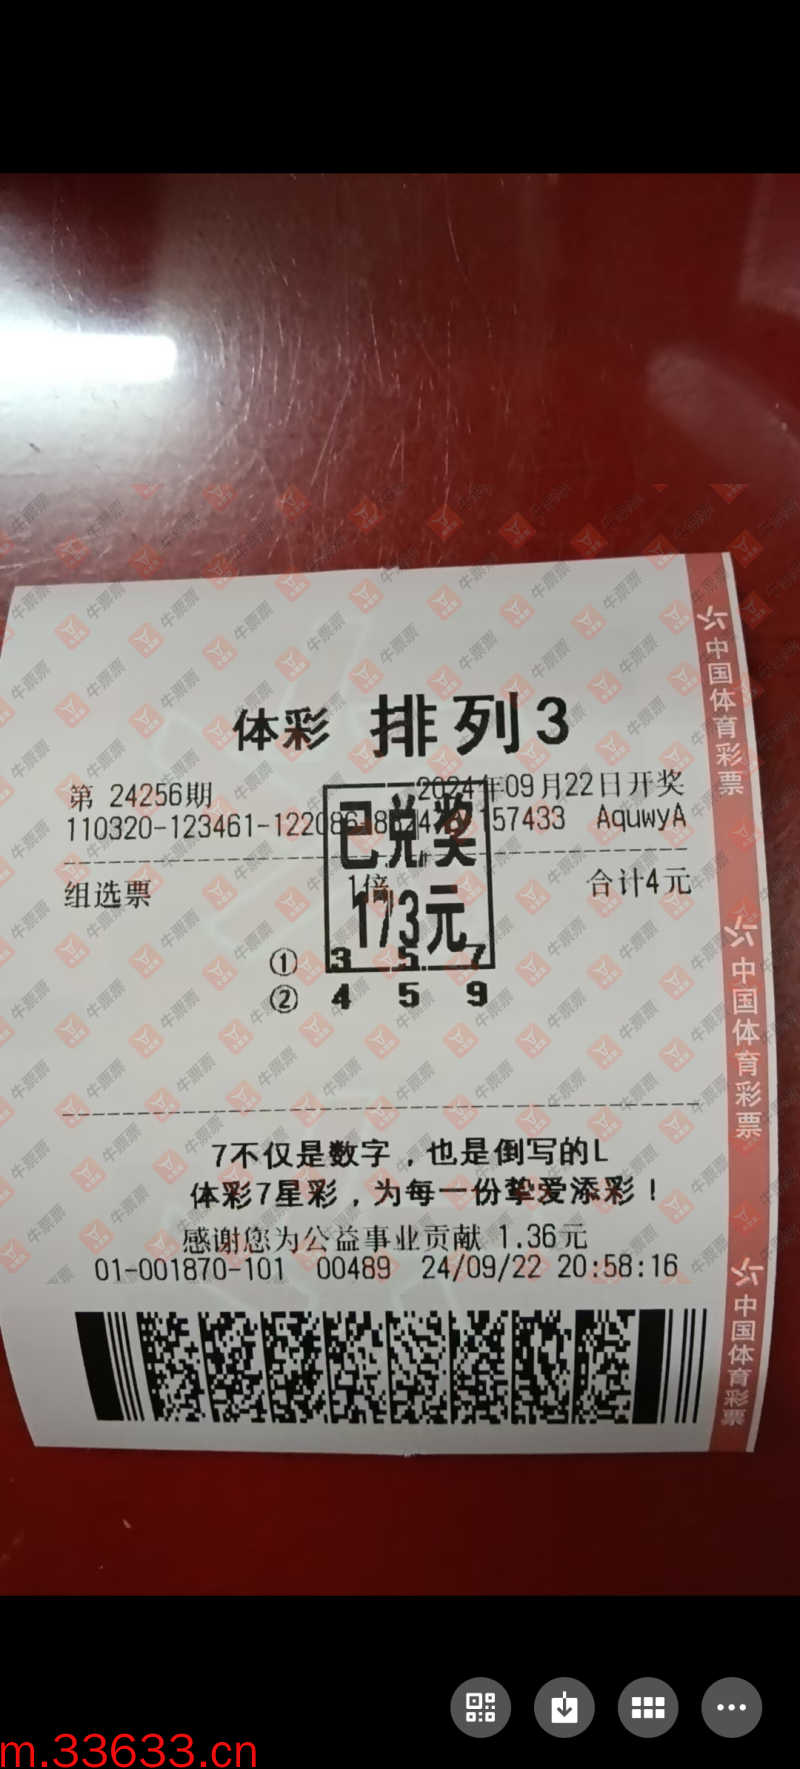 体彩 排列3
第 24256期 2024年09月22日开奖
已兑奖
110320-123461-122086 157433 AquwyA
组选票 1倍 合计4元
173元
① 3 5 7
② 4 5 9
7不仅是数字，也是倒写的L
体彩7星彩，为每一份挚爱添彩！
感谢您为公益事业贡献 1.36元
01-001870-101 00489 24/09/22 20:58:16
中国体育彩票
中国体育彩票
中国体育彩票
牛票票
m.33633.cn